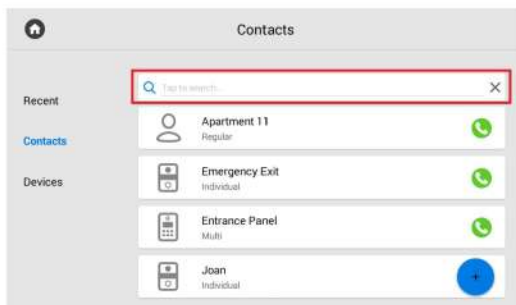 Contacts
Tap to search...
Recent
Contacts
Devices
Apartment 11
Regular
Emergency Exit
Individual
Entrance Panel
Multi
Joan
Individual